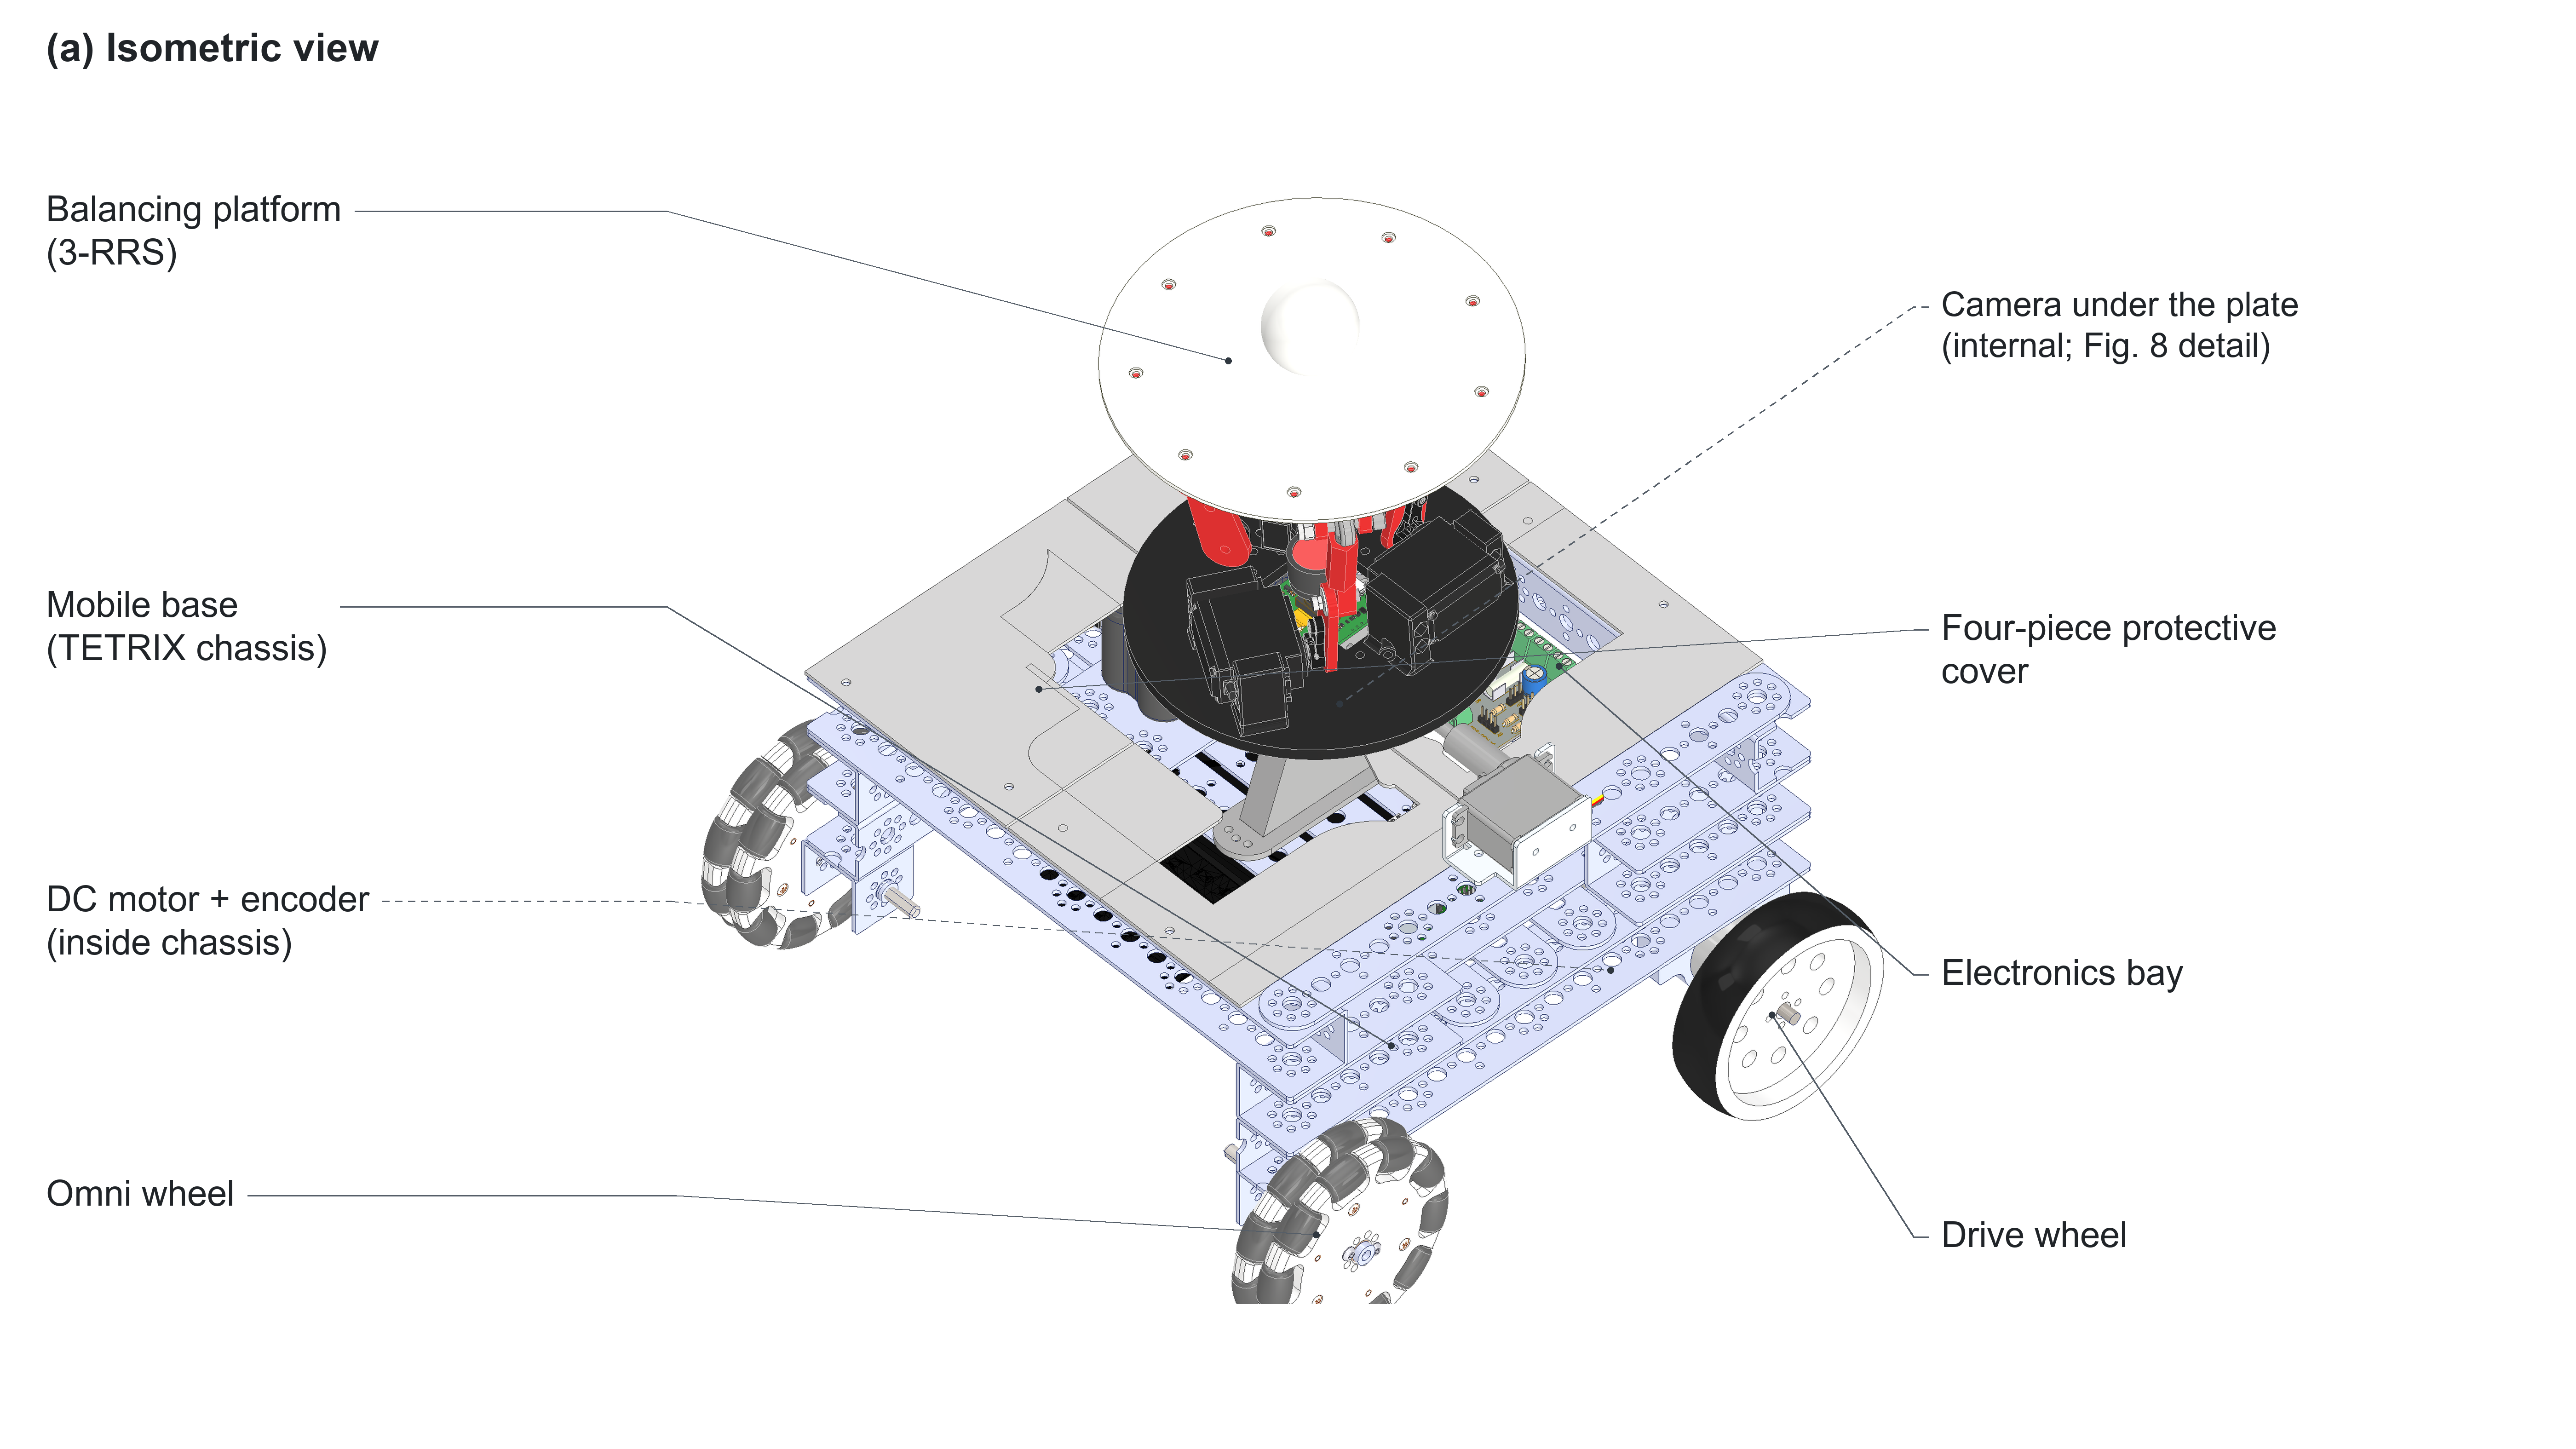 (a) Isometric view
Balancing platform
(3-RRS)
Camera under the plate
(internal; Fig. 8 detail)
Mobile base
(TETRIX chassis)
Four-piece protective
cover
DC motor + encoder
(inside chassis)
Electronics bay
Omni wheel
Drive wheel